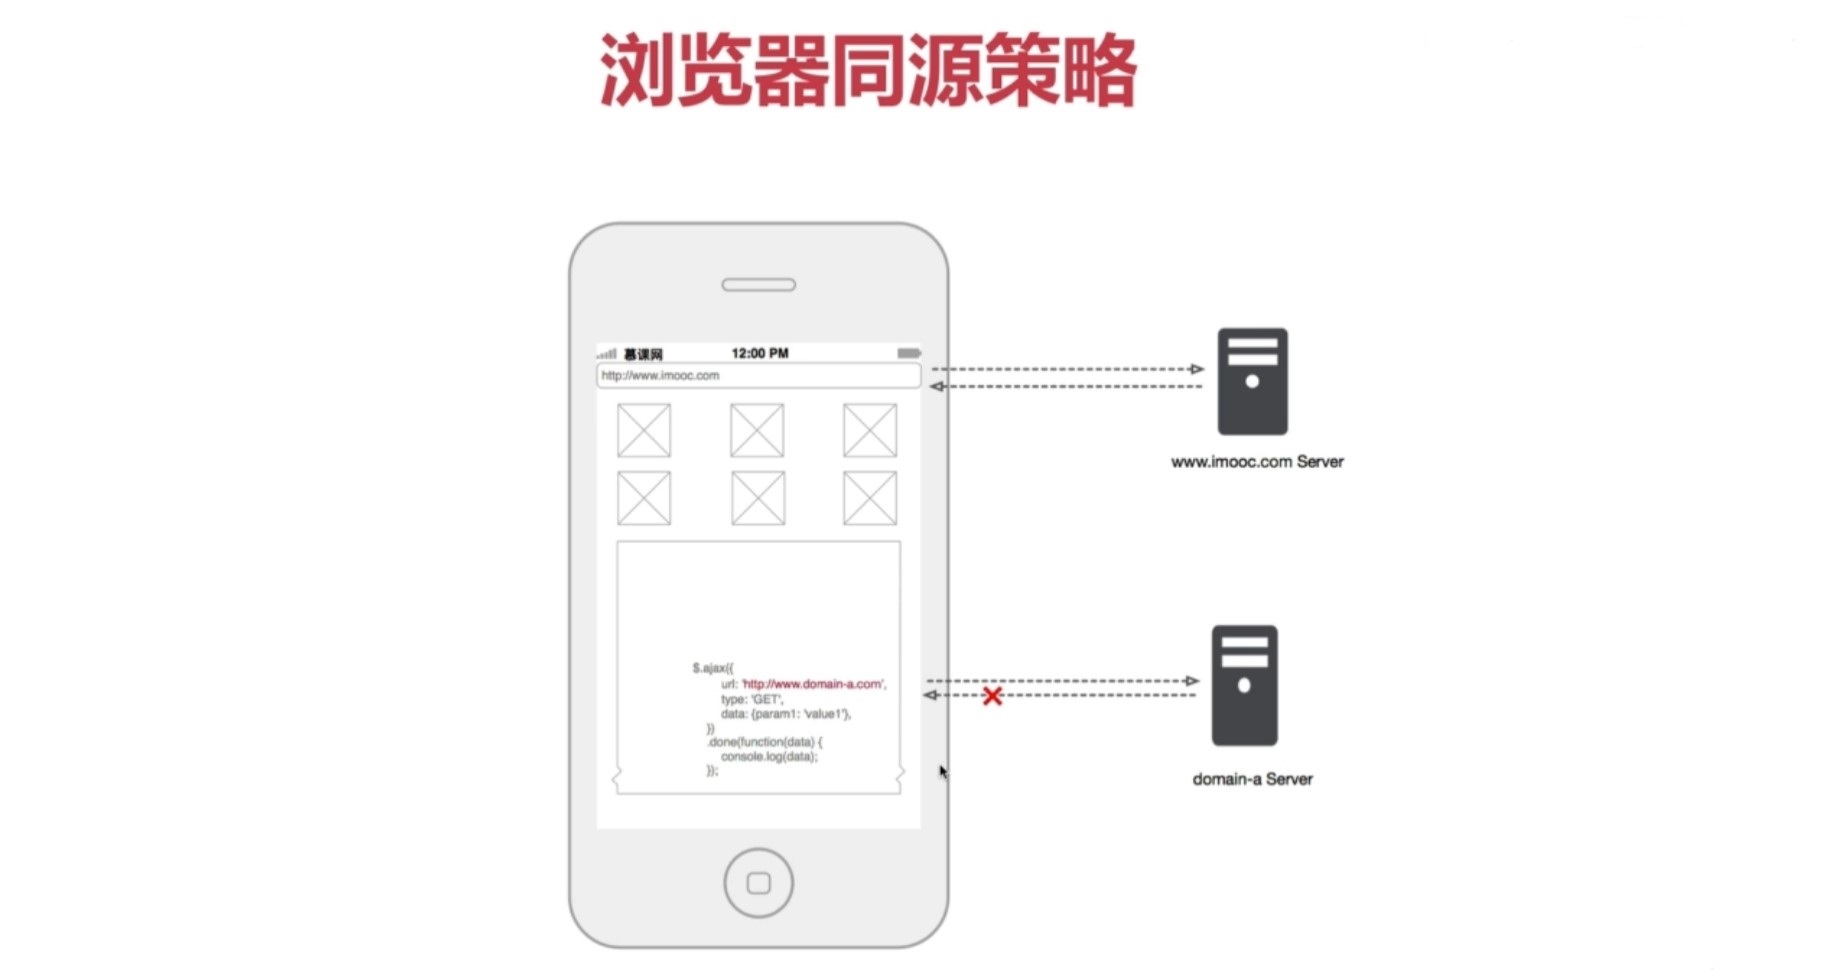 浏览器同源策略
慕课网 12:00 PM
http://www.imooc.com
www.imooc.com Server
$.ajax({
url: 'http://www.domain-a.com',
type: 'GET',
data: {param1: 'value1'},
})
.done(function(data) {
console.log(data);
});
domain-a Server